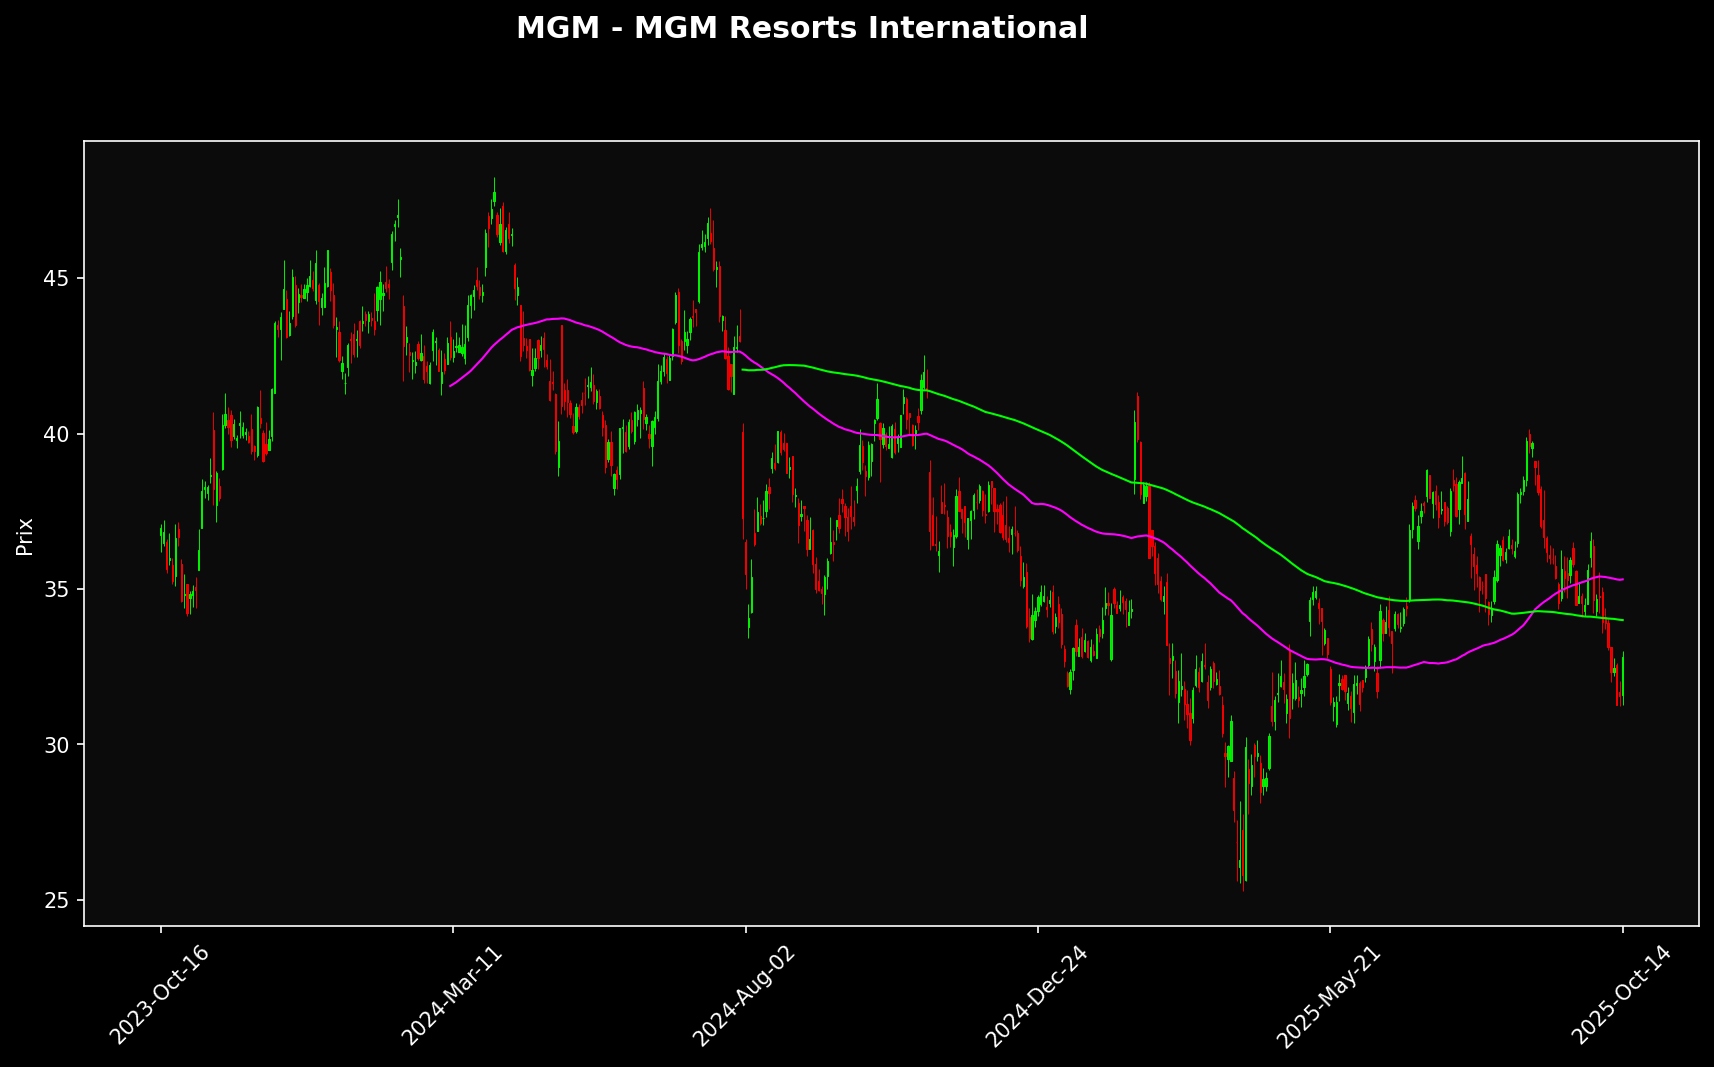 MGM - MGM Resorts International
Prix
45
40
35
30
25
2023-Oct-16
2024-Mar-11
2024-Aug-02
2024-Dec-24
2025-May-21
2025-Oct-14